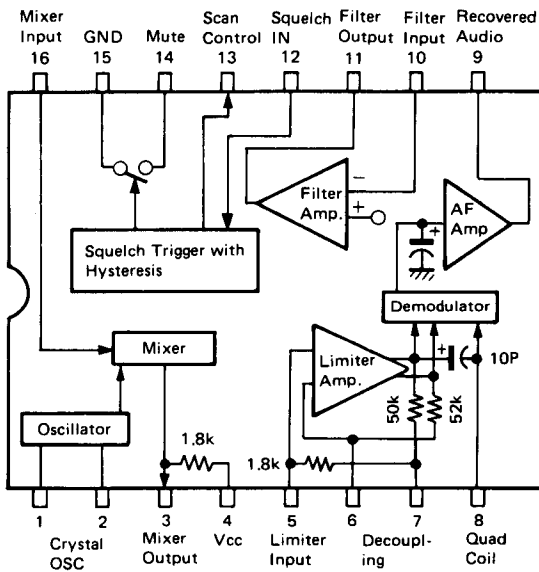 Mixer Input
GND
Mute
Scan Control
Squelch IN
Filter Output
Filter Input
Recovered Audio
16
15
14
13
12
11
10
9
Filter Amp.
−
+
AF Amp
+
Squelch Trigger with Hysteresis
Demodulator
Mixer
Limiter Amp.
+
10P
50k
52k
Oscillator
1.8k
1.8k
1
2
3
4
5
6
7
8
Crystal OSC
Mixer Output
Vcc
Limiter Input
Decoupl-ing
Quad Coil